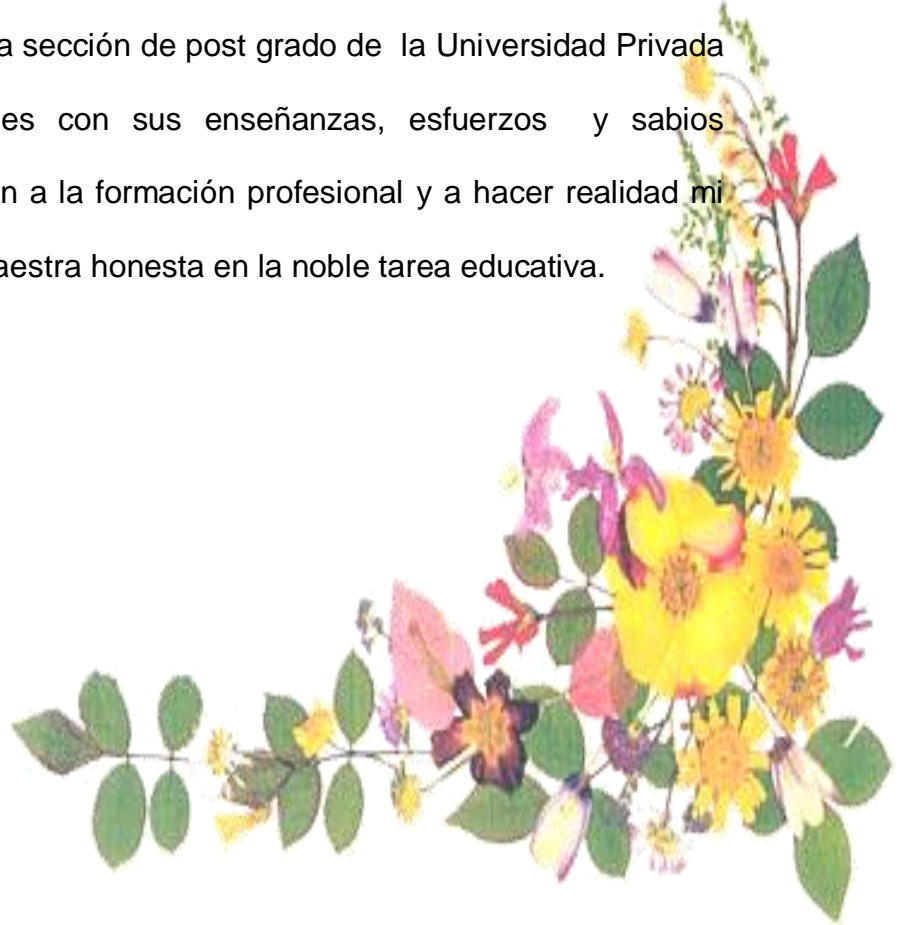 a sección de post grado de la Universidad Privada
es con sus enseñanzas, esfuerzos y sabios
n a la formación profesional y a hacer realidad mi
aestra honesta en la noble tarea educativa.